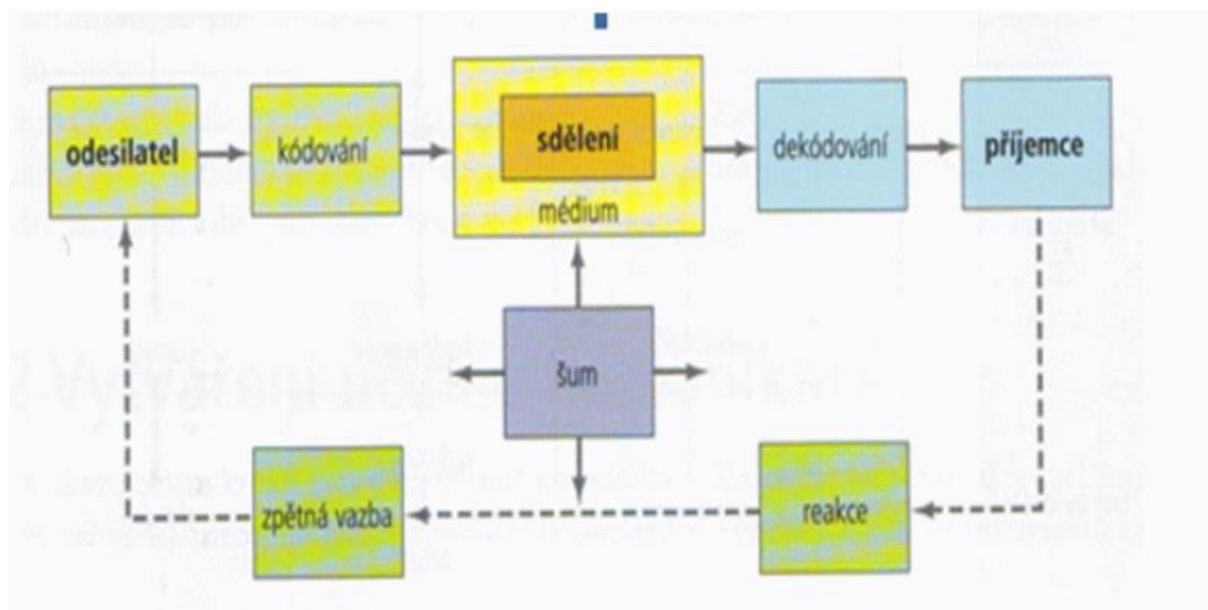 odesilatel
kódování
sdělení
médium
dekódování
příjemce
šum
zpětná vazba
reakce